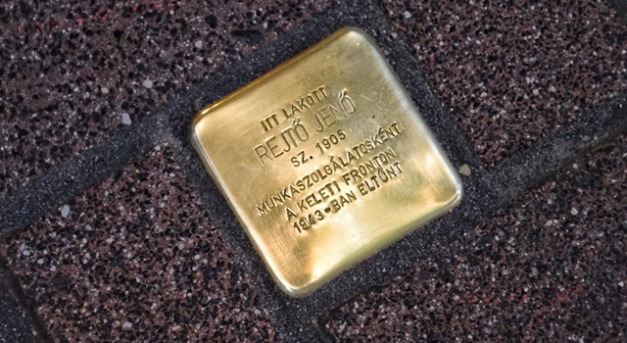 ITT LAKOTT
REJTŐ JENŐ
SZ. 1905
MUNKASZOLGÁLATOSKÉNT
A KELETI FRONTON
1943-BAN ELTŰNT